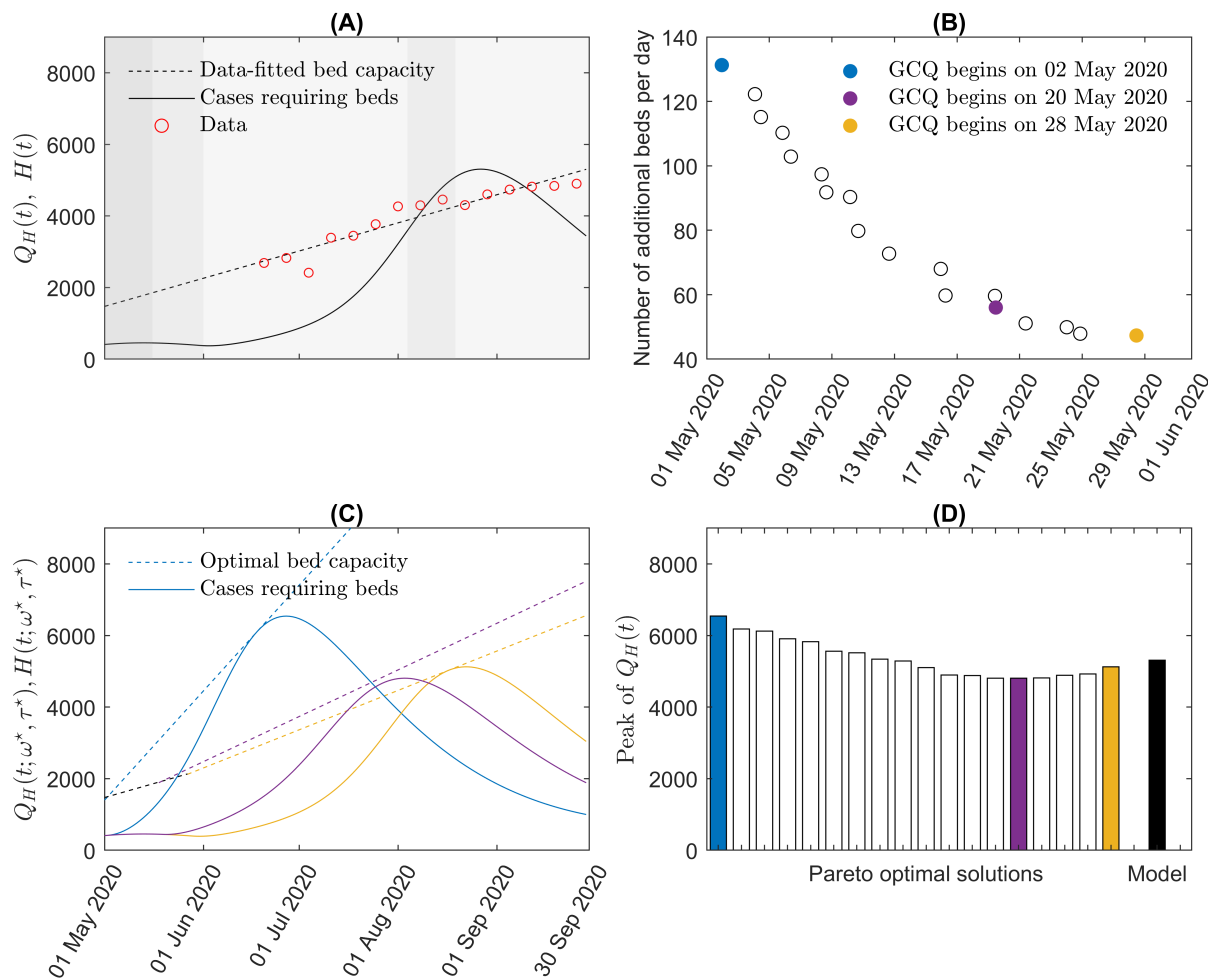 (A)
8000
6000
4000
2000
0
Q_H(t), H(t)
Data-fitted bed capacity
Cases requiring beds
Data
(B)
140
120
100
80
60
40
Number of additional beds per day
GCQ begins on 02 May 2020
GCQ begins on 20 May 2020
GCQ begins on 28 May 2020
01 May 2020
05 May 2020
09 May 2020
13 May 2020
17 May 2020
21 May 2020
25 May 2020
29 May 2020
01 Jun 2020
(C)
8000
6000
4000
2000
0
Q_H(t; ω*, τ*), H(t; ω*, τ*)
Optimal bed capacity
Cases requiring beds
01 May 2020
01 Jun 2020
01 Jul 2020
01 Aug 2020
01 Sep 2020
30 Sep 2020
(D)
8000
6000
4000
2000
0
Peak of Q_H(t)
Pareto optimal solutions
Model